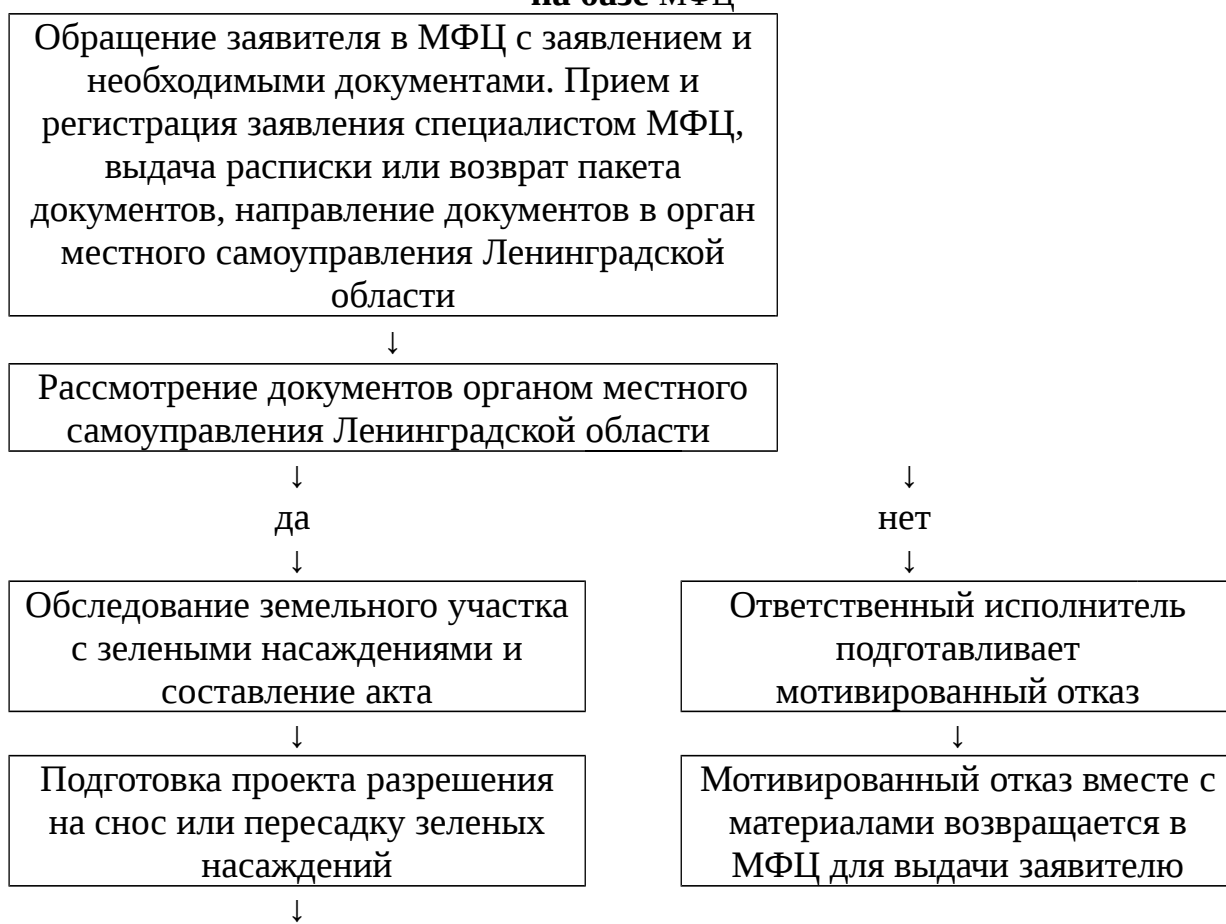 на базе МФЦ
Обращение заявителя в МФЦ с заявлением и
необходимыми документами. Прием и
регистрация заявления специалистом МФЦ,
выдача расписки или возврат пакета
документов, направление документов в орган
местного самоуправления Ленинградской
области
↓
Рассмотрение документов органом местного
самоуправления Ленинградской области
↓ ↓
да нет
↓ ↓
Обследование земельного участка
с зелеными насаждениями и
составление акта
Ответственный исполнитель
подготавливает
мотивированный отказ
↓ ↓
Подготовка проекта разрешения
на снос или пересадку зеленых
насаждений
Мотивированный отказ вместе с
материалами возвращается в
МФЦ для выдачи заявителю
↓